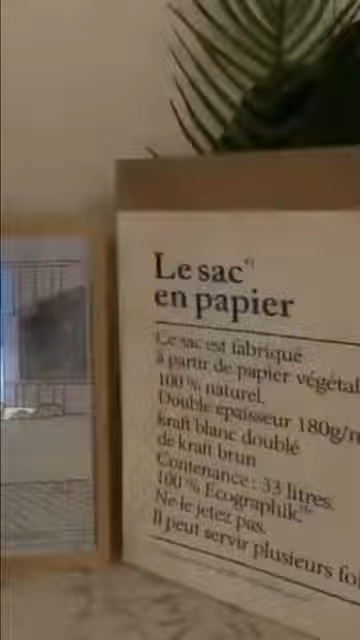 Le sac
en papier
Le sac est fabriqué
à partir de papier végétal
100 % naturel.
Double épaisseur 180g/m
kraft blanc doublé
de kraft brun
Contenance : 33 litres.
100 % Ecographik.
Ne le jetez pas.
Il peut servir plusieurs foi